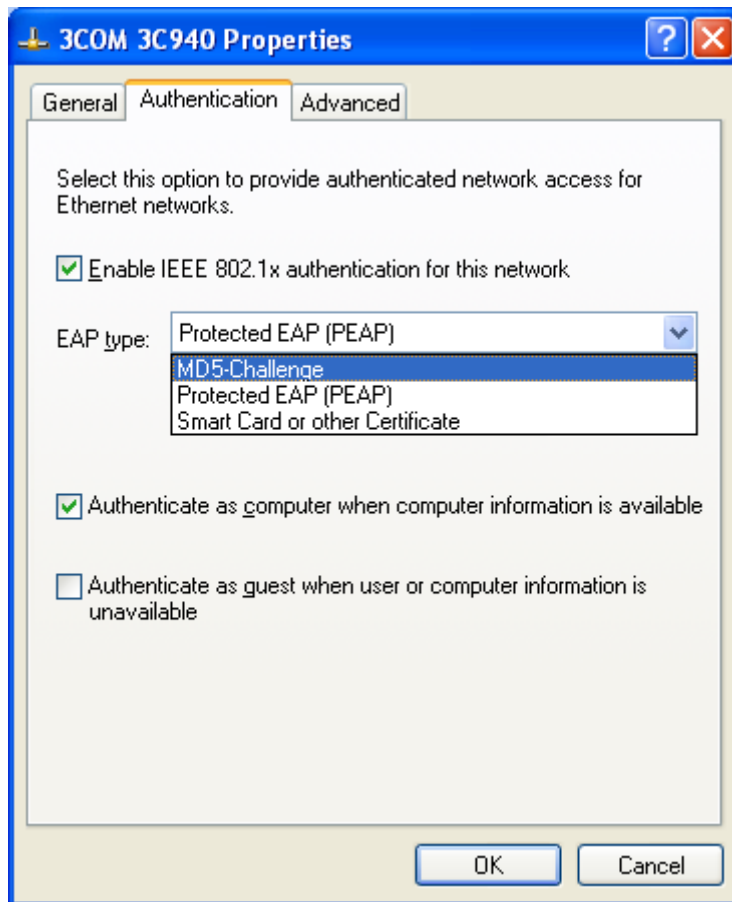 3COM 3C940 Properties
General
Authentication
Advanced
Select this option to provide authenticated network access for
Ethernet networks.
Enable IEEE 802.1x authentication for this network
EAP type:
Protected EAP (PEAP)
MD5-Challenge
Protected EAP (PEAP)
Smart Card or other Certificate
Authenticate as computer when computer information is available
Authenticate as guest when user or computer information is
unavailable
OK
Cancel